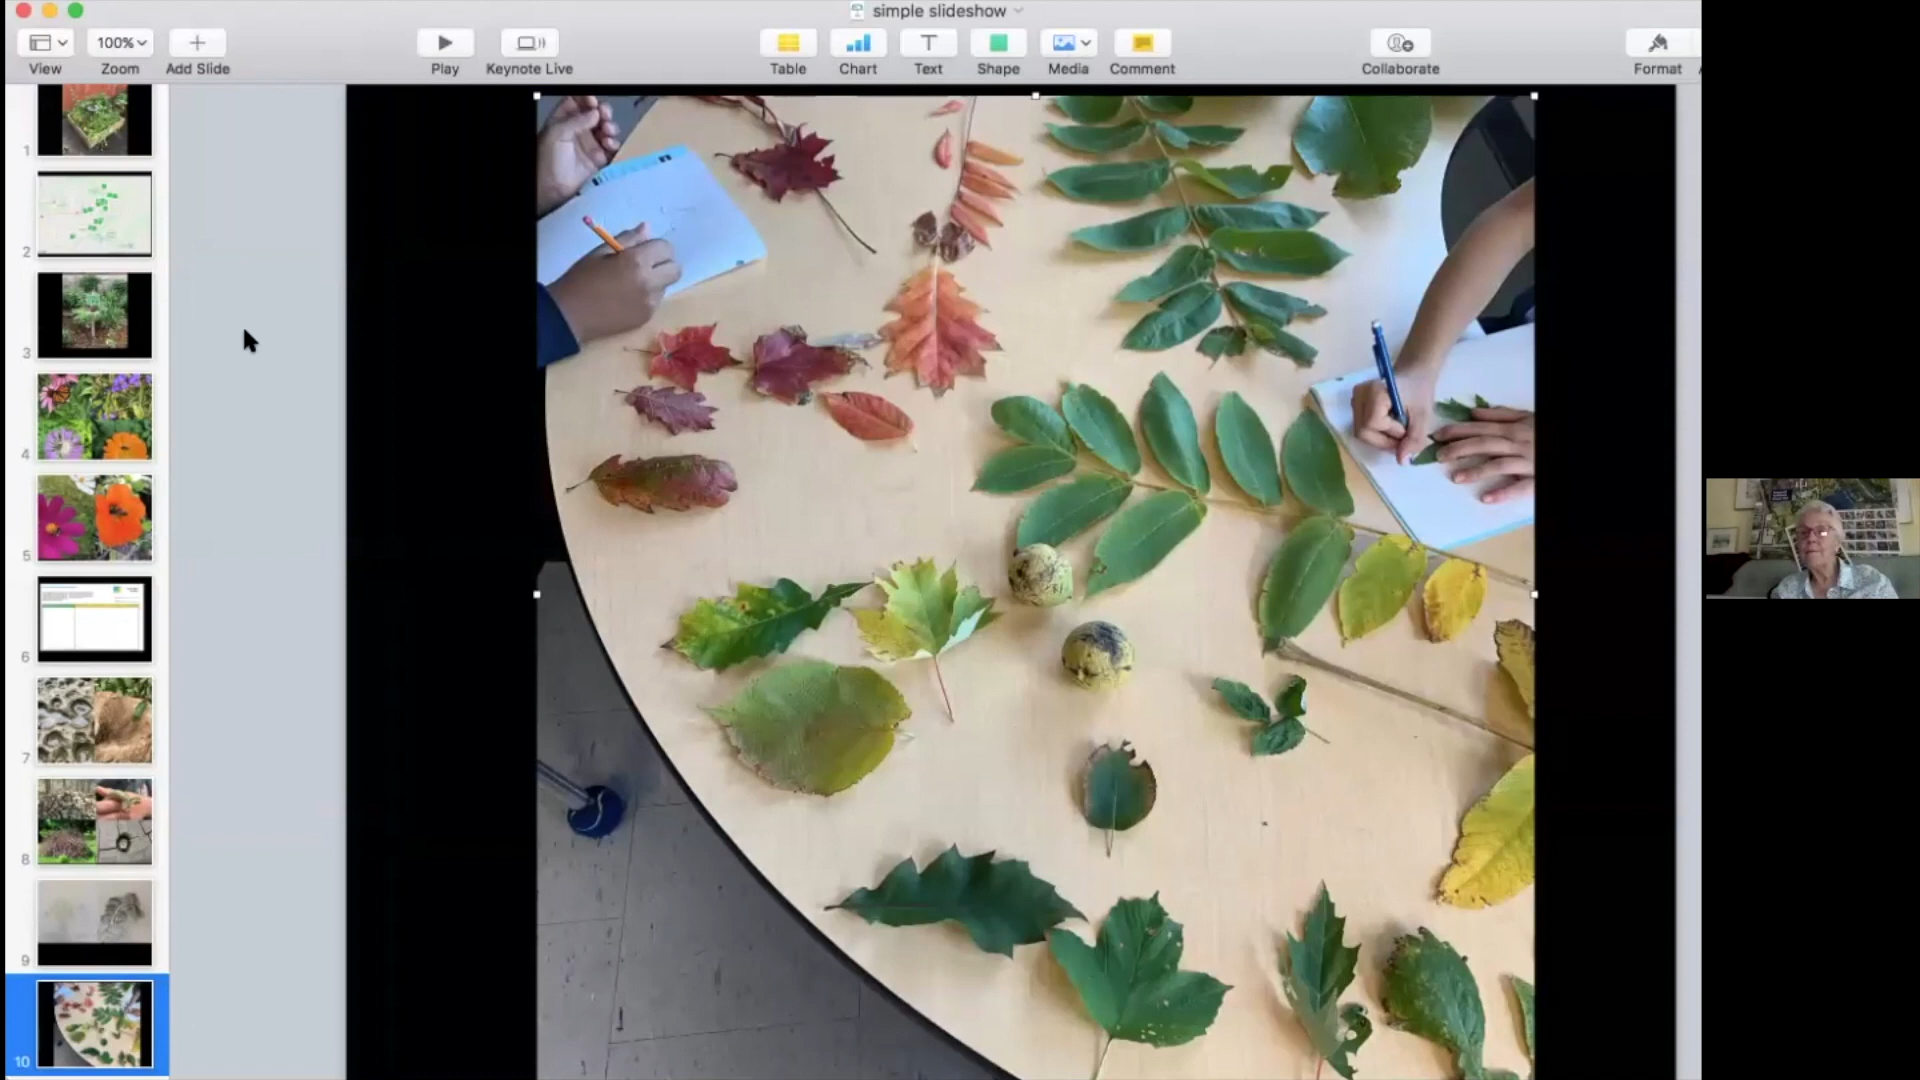 simple slideshow
100%
View
Zoom
Add Slide
Play
Keynote Live
Table
Chart
Text
Shape
Media
Comment
Collaborate
Format
1
2
3
4
5
6
7
8
9
10